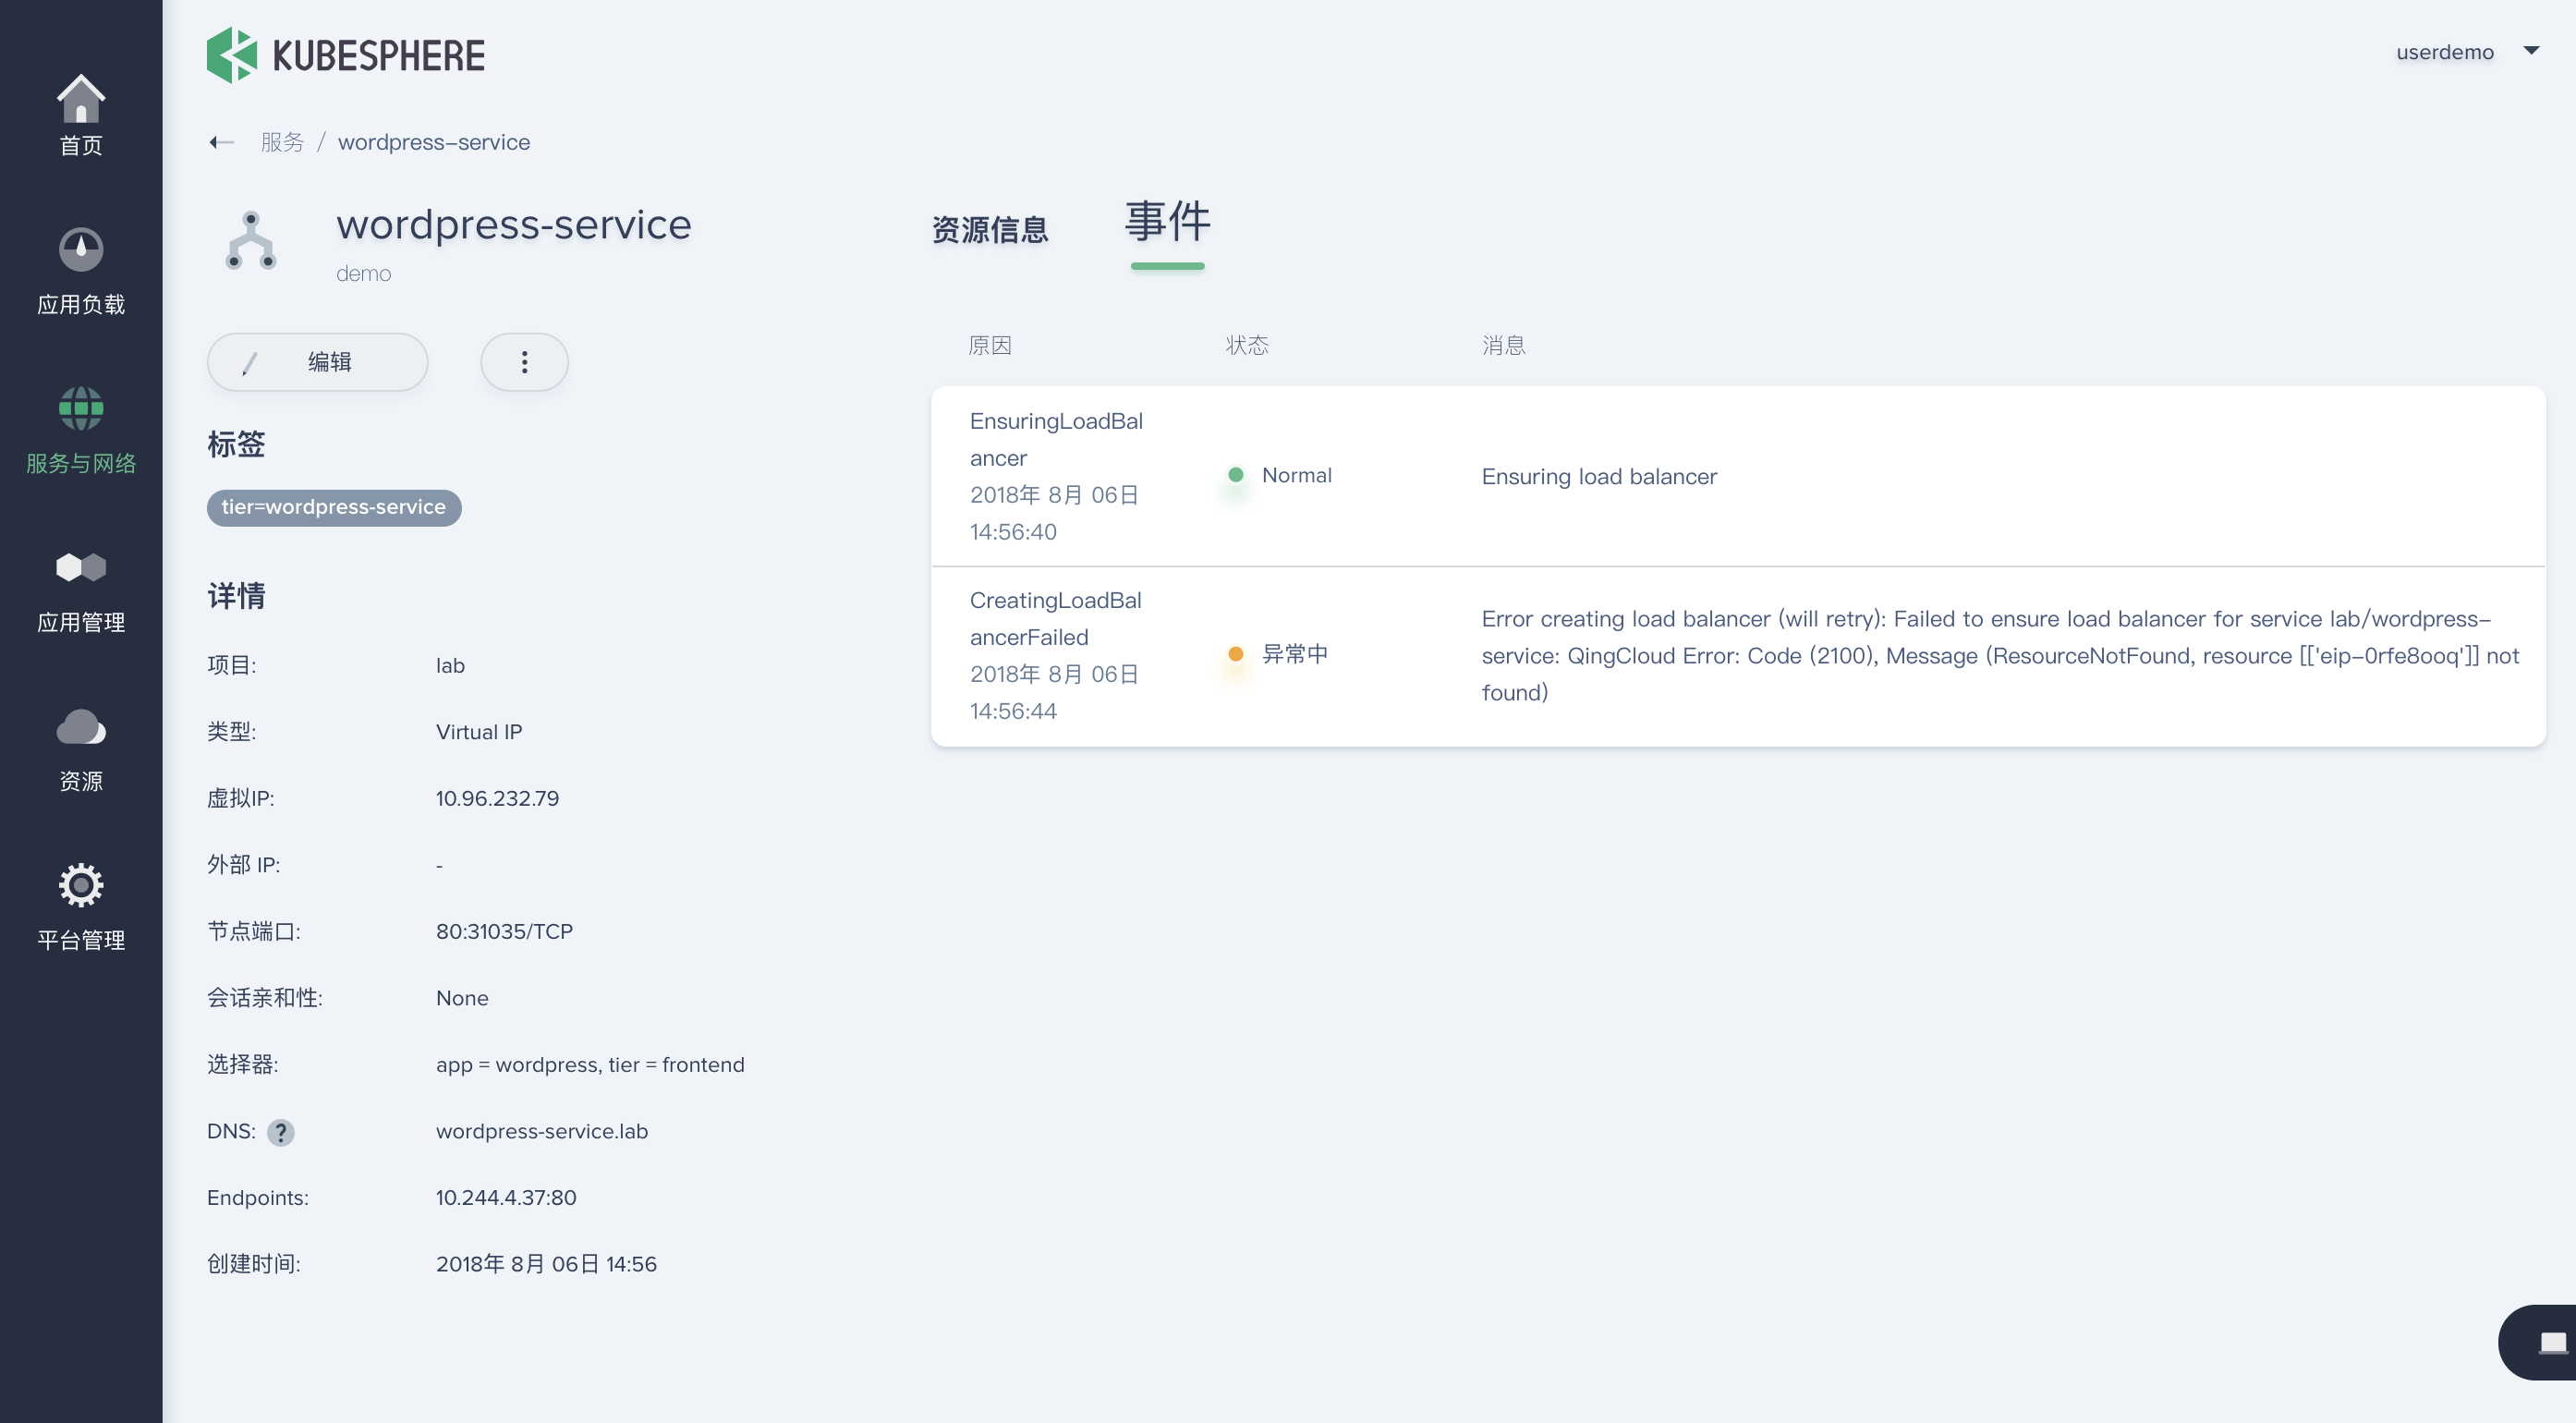 KUBESPHERE
userdemo
首页
应用负载
服务与网络
应用管理
资源
平台管理
服务 / wordpress-service
wordpress-service
demo
编辑
标签
tier=wordpress-service
详情
项目: lab
类型: Virtual IP
虚拟IP: 10.96.232.79
外部 IP: -
节点端口: 80:31035/TCP
会话亲和性: None
选择器: app = wordpress, tier = frontend
DNS: ? wordpress-service.lab
Endpoints: 10.244.4.37:80
创建时间: 2018年 8月 06日 14:56
资源信息 事件
原因 状态 消息
EnsuringLoadBal
ancer
2018年 8月 06日
14:56:40
Normal
Ensuring load balancer
CreatingLoadBal
ancerFailed
2018年 8月 06日
14:56:44
异常中
Error creating load balancer (will retry): Failed to ensure load balancer for service lab/wordpress-
service: QingCloud Error: Code (2100), Message (ResourceNotFound, resource [['eip-0rfe8ooq']] not
found)